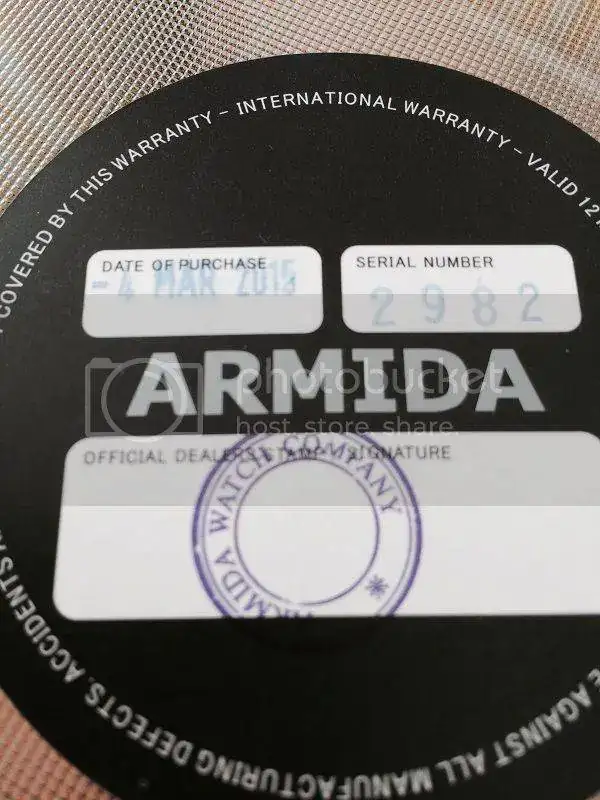 COVERED BY THIS WARRANTY - INTERNATIONAL WARRANTY - VALID 12
DATE OF PURCHASE
- 4 MAR 2015
SERIAL NUMBER
2982
ARMIDA
photobucket
host. store. share.
OFFICIAL DEALERS STAMP / SIGNATURE
ARMIDA WATCH COMPANY *
AGAINST ALL MANUFACTURING DEFECTS. ACCIDENTS